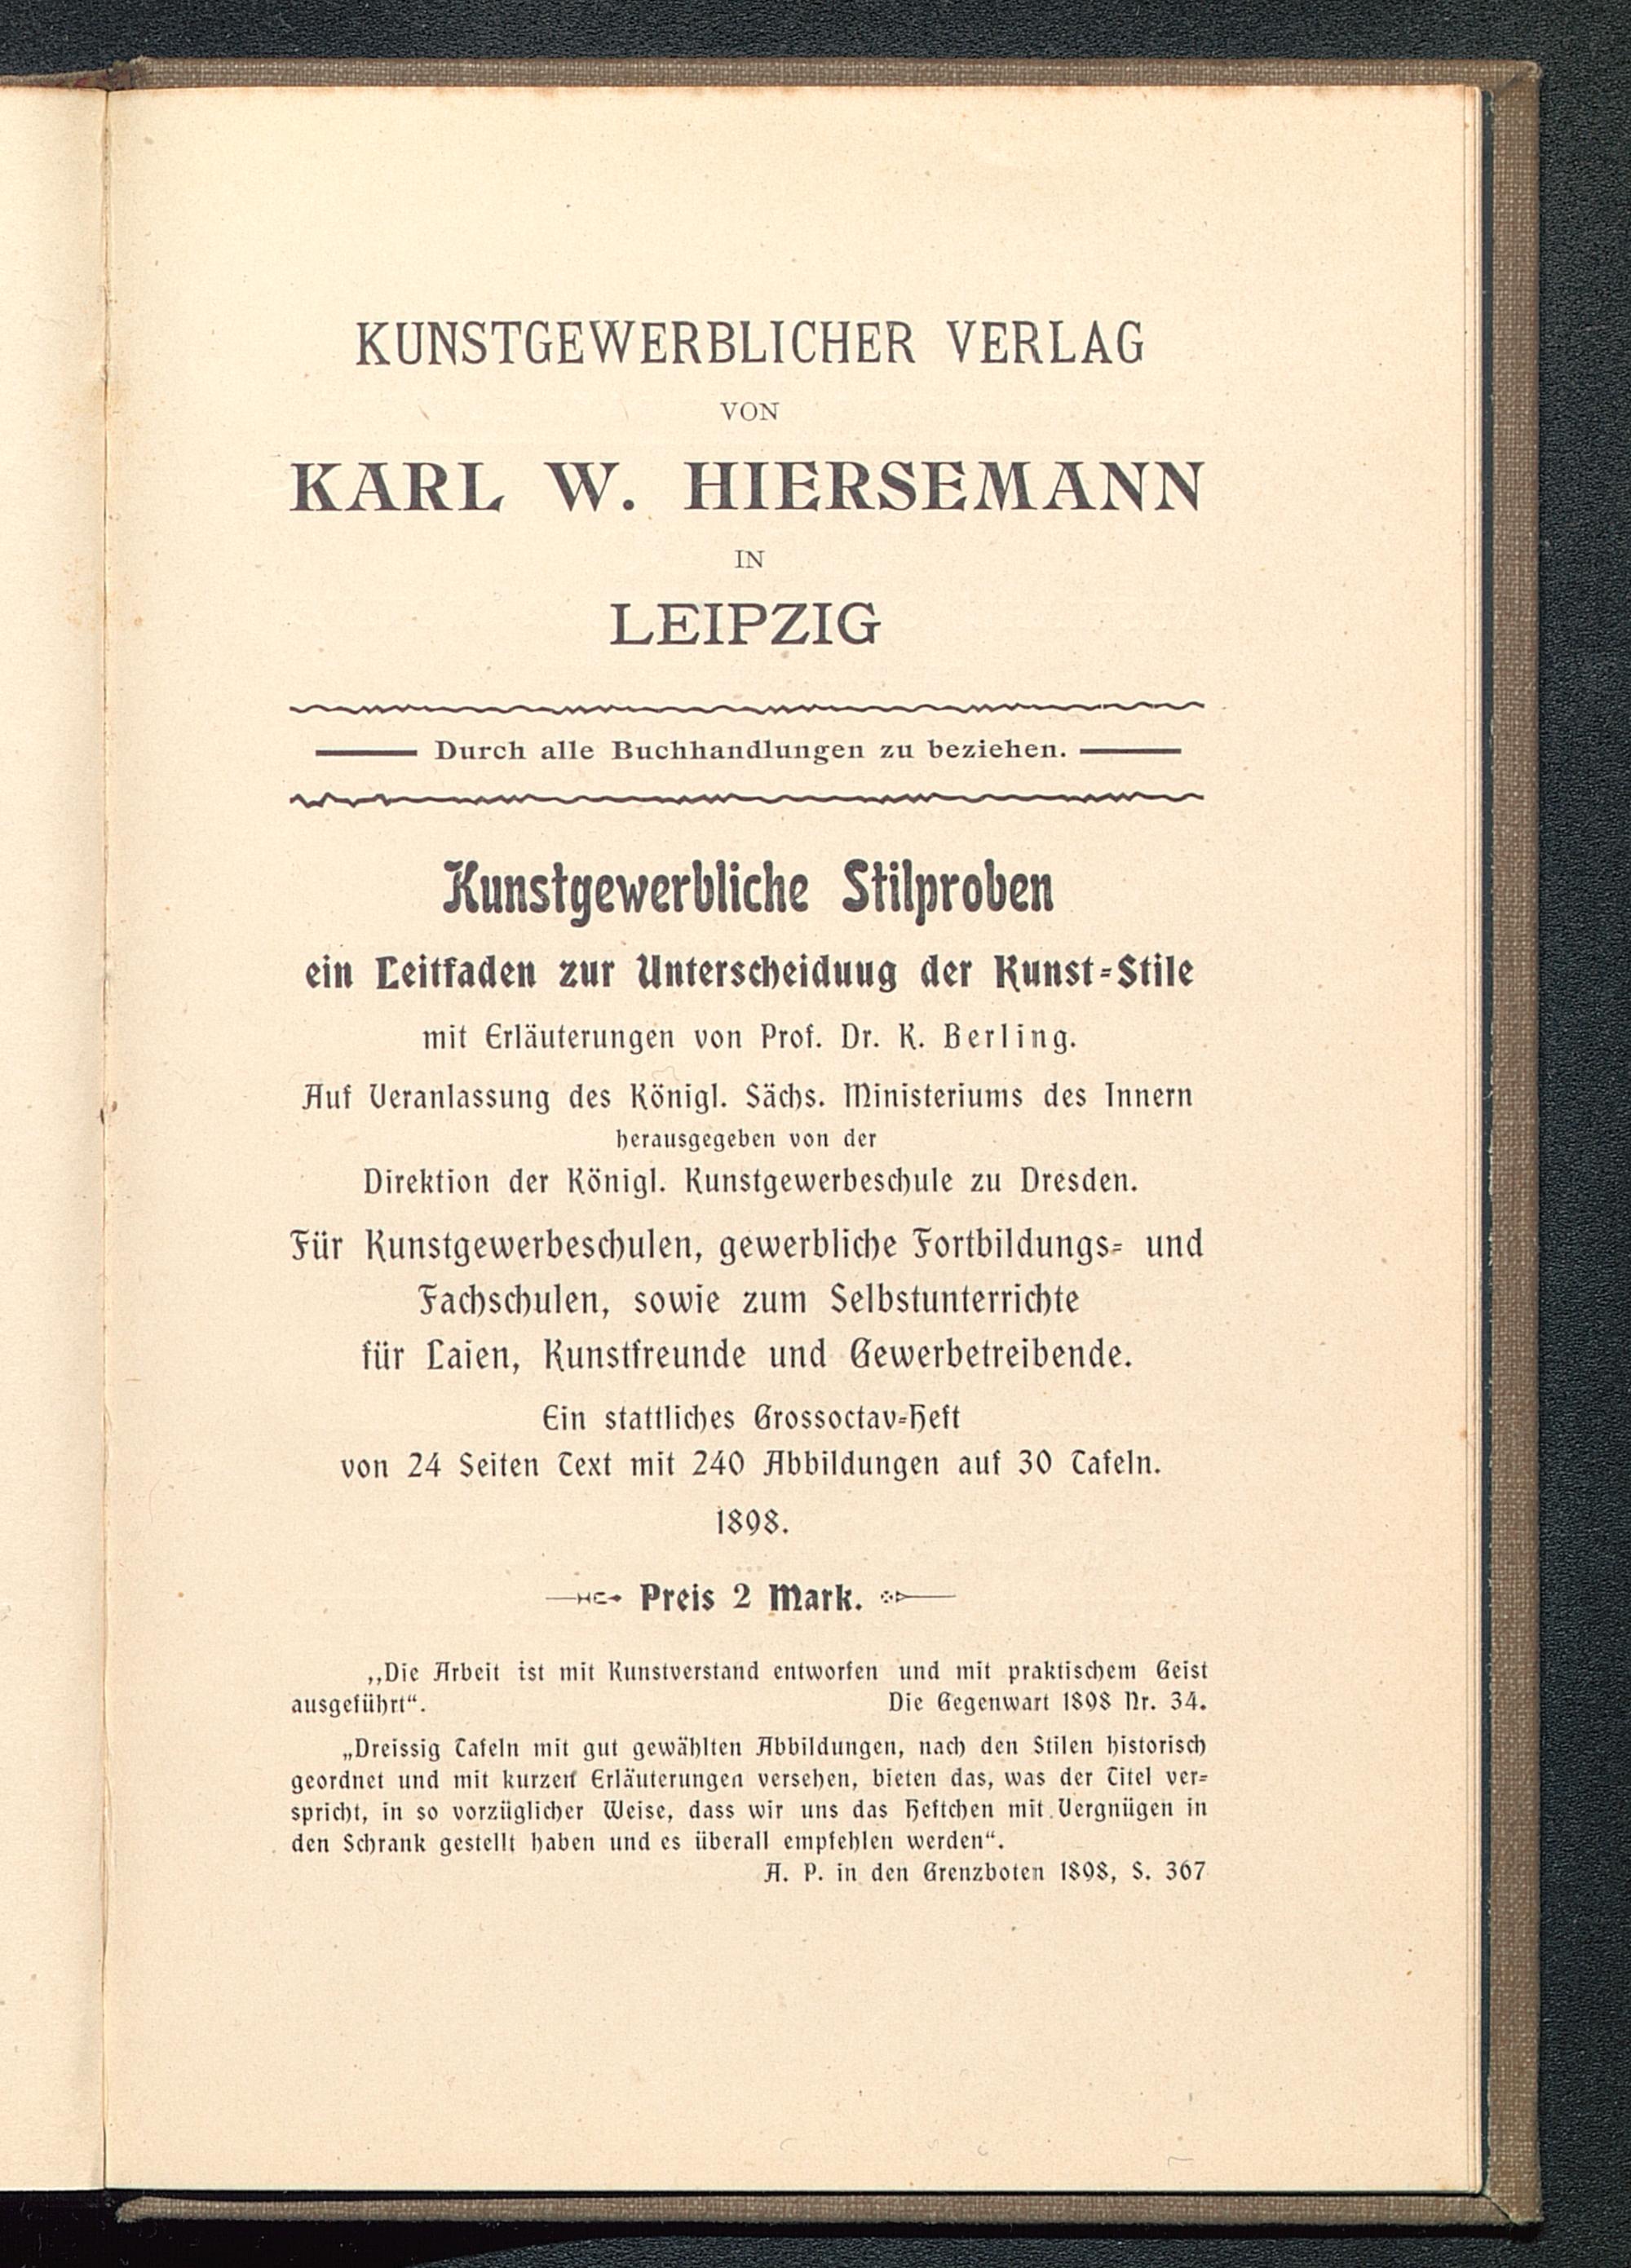 KUNSTGEWERBLICHER VERLAG
VON
KARL W. HIERSEMANN
IN
LEIPZIG
Durch alle Buchhandlungen zu beziehen.
Kunstgewerbliche Stilproben
ein Leitfaden zur Unterscheiduug der Kunst=Stile
mit Erläuterungen von Prof. Dr. K. Berling.
Auf Veranlassung des Königl. Sächs. Ministeriums des Innern
herausgegeben von der
Direktion der Königl. Kunstgewerbeschule zu Dresden.
Für Kunstgewerbeschulen, gewerbliche Fortbildungs= und
Fachschulen, sowie zum Selbstunterrichte
für Laien, Kunstfreunde und Gewerbetreibende.
Ein stattliches Grossoctav=Heft
von 24 Seiten Text mit 240 Abbildungen auf 30 Tafeln.
1898.
Preis 2 Mark.
,,Die Arbeit ist mit Kunstverstand entworfen und mit praktischem Geist
ausgeführt“. Die Gegenwart 1898 Nr. 34.
„Dreissig Tafeln mit gut gewählten Abbildungen, nach den Stilen historisch
geordnet und mit kurzen Erläuterungen versehen, bieten das, was der Titel ver=
spricht, in so vorzüglicher Weise, dass wir uns das Heftchen mit Vergnügen in
den Schrank gestellt haben und es überall empfehlen werden“.
A. P. in den Grenzboten 1898, S. 367